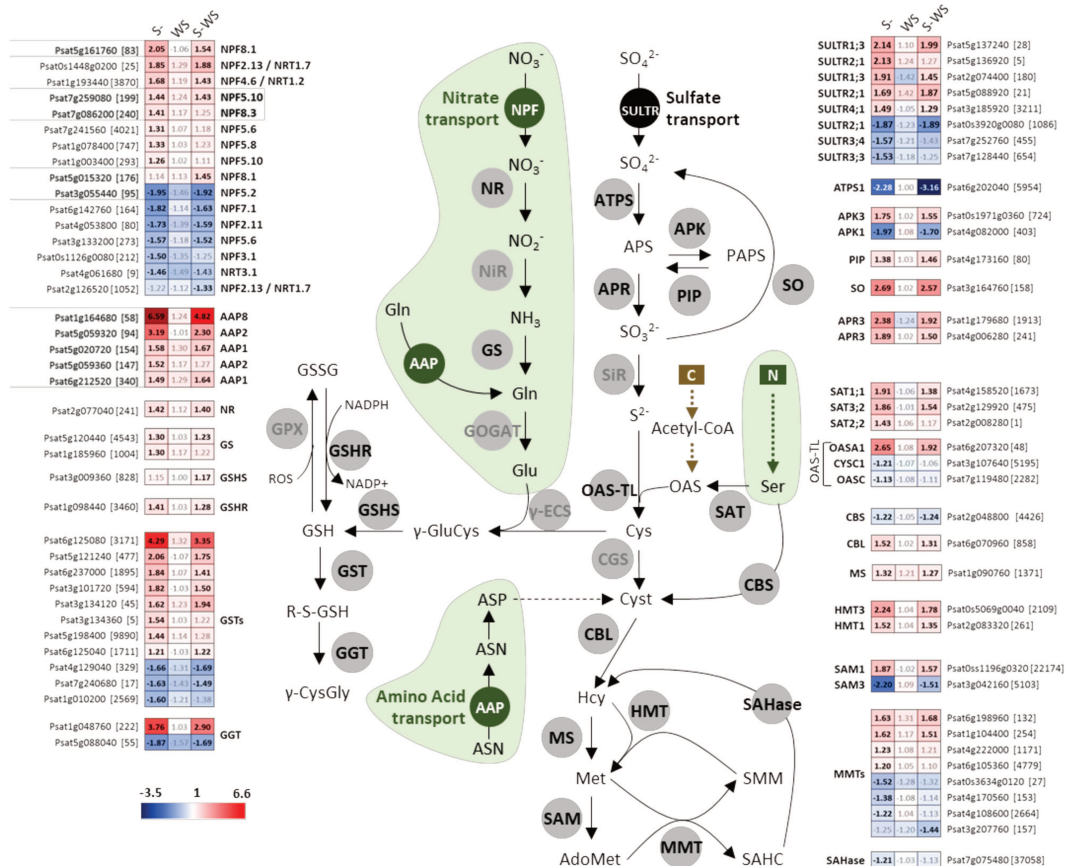 S- WS S-WS
Psat5g161760 [83] 2.05 -1.06 1.54 NPF8.1
Psat0s1448g0200 [25] 1.85 1.29 1.88 NPF2.13 / NRT1.7
Psat1g193440 [3870] 1.68 1.19 1.43 NPF4.6 / NRT1.2
Psat7g259080 [199] 1.44 1.24 1.43 NPF5.10
Psat7g086200 [240] 1.41 1.17 1.25 NPF8.3
Psat7g241560 [4021] 1.31 1.07 1.18 NPF5.6
Psat1g078400 [747] 1.33 1.03 1.23 NPF5.8
Psat1g003400 [293] 1.26 1.02 1.11 NPF5.10
Psat5g015320 [176] 1.14 1.13 1.45 NPF8.1
Psat3g055440 [95] -1.95 -1.46 -1.92 NPF5.2
Psat6g142760 [164] -1.82 -1.14 -1.63 NPF7.1
Psat4g053800 [80] -1.73 -1.39 -1.59 NPF2.11
Psat3g133200 [273] -1.57 -1.18 -1.52 NPF5.6
Psat0s1126g0080 [212] -1.50 -1.35 -1.25 NPF3.1
Psat4g061680 [9] -1.46 -1.49 -1.43 NRT3.1
Psat2g126520 [1052] -1.22 -1.12 -1.33 NPF2.13 / NRT1.7
Psat1g164680 [58] 6.59 1.24 4.82 AAP8
Psat5g059320 [94] 3.19 -1.01 2.30 AAP2
Psat5g020720 [154] 1.58 1.30 1.67 AAP1
Psat5g059360 [147] 1.52 1.17 1.27 AAP2
Psat6g212520 [340] 1.49 1.29 1.64 AAP1
Psat2g077040 [241] 1.42 1.12 1.40 NR
Psat5g120440 [4543] 1.30 1.03 1.23
GS
Psat1g185960 [1004] 1.30 1.17 1.22
Psat3g009360 [828] 1.15 1.00 1.17 GSHS
Psat1g098440 [3460] 1.41 1.03 1.28 GSHR
Psat6g125080 [3171] 4.29 1.32 3.35
Psat5g121240 [477] 2.06 -1.07 1.75
Psat6g237000 [1895] 1.84 1.07 1.41
Psat3g101720 [594] 1.82 -1.03 1.50
Psat3g134120 [45] 1.62 1.23 1.94
GSTs
Psat3g134360 [5] 1.54 1.03 1.22
Psat5g198400 [9890] 1.44 1.14 1.28
Psat6g125040 [1711] 1.21 1.03 1.22
Psat4g129040 [329] -1.66 -1.31 -1.69
Psat7g240680 [17] -1.63 -1.43 -1.49
Psat1g010200 [2569] -1.60 -1.21 -1.38
Psat1g048760 [222] 3.76 1.03 2.90
GGT
Psat5g088040 [55] -1.87 -1.57 -1.69
-3.5 1 6.6
NO3-
Nitrate
transport
NPF
NO3-
NR
NO2-
NiR
NH3
Gln
AAP
GS
Gln
GOGAT
Glu
SO42-
SULTR
Sulfate
transport
SO42-
ATPS
APS
APK
PAPS
APR
PIP
SO
SO32-
SiR
S2-
C
Acetyl-CoA
N
Ser
OAS
SAT
OAS-TL
Cys
γ-ECS
γ-GluCys
GSHS
GSH
GSSG
GPX
NADPH
GSHR
ROS
NADP+
GST
R-S-GSH
GGT
γ-CysGly
CGS
CBS
Cyst
ASP
ASN
Amino Acid
transport
AAP
ASN
CBL
Hcy
HMT
SAHase
MS
Met
SMM
SAM
MMT
AdoMet
SAHC
S- WS S-WS
SULTR1;3 2.14 1.10 1.99 Psat5g137240 [28]
SULTR2;1 2.13 1.24 1.27 Psat5g136920 [5]
SULTR1;3 1.91 -1.42 1.45 Psat2g074400 [180]
SULTR2;1 1.69 1.42 1.87 Psat5g088920 [21]
SULTR4;1 1.49 -1.05 1.29 Psat3g185920 [3211]
SULTR2;1 -1.87 -1.23 -1.89 Psat0s3920g0080 [1086]
SULTR3;4 -1.57 -1.21 -1.43 Psat7g252760 [455]
SULTR3;3 -1.53 -1.18 -1.25 Psat7g128440 [654]
ATPS1 -2.28 1.00 -3.16 Psat6g202040 [5954]
APK3 1.75 1.02 1.55 Psat0s1971g0360 [724]
APK1 -1.97 1.08 -1.70 Psat4g082000 [403]
PIP 1.38 1.03 1.46 Psat4g173160 [80]
SO 2.69 1.02 2.57 Psat3g164760 [158]
APR3 2.38 -1.24 1.92 Psat1g179680 [1913]
APR3 1.89 1.02 1.50 Psat4g006280 [241]
SAT1;1 1.91 -1.06 1.38 Psat4g158520 [1673]
SAT3;2 1.86 -1.01 1.54 Psat2g129920 [475]
SAT2;2 1.43 1.06 1.17 Psat2g008280 [1]
OAS-TL
OASA1 2.65 1.08 1.92 Psat6g207320 [48]
CYSC1 -1.21 -1.07 -1.06 Psat3g107640 [5195]
OASC -1.13 -1.08 -1.11 Psat7g119480 [2282]
CBS -1.22 -1.05 -1.24 Psat2g048800 [4426]
CBL 1.52 1.02 1.31 Psat6g070960 [858]
MS 1.32 1.21 1.27 Psat1g090760 [1371]
HMT3 2.24 1.04 1.78 Psat0s5069g0040 [2109]
HMT1 1.52 1.04 1.35 Psat2g083320 [261]
SAM1 1.87 -1.02 1.57 Psat0ss1196g0320 [22174]
SAM3 -2.20 1.09 -1.51 Psat3g042160 [5103]
1.63 1.31 1.68 Psat6g198960 [132]
1.62 1.17 1.51 Psat1g104400 [254]
1.23 1.08 1.21 Psat4g222000 [1171]
1.20 1.05 1.10 Psat6g105360 [4779]
MMTs
-1.52 -1.28 -1.32 Psat0s3634g0120 [27]
-1.38 -1.08 -1.14 Psat4g170560 [153]
-1.22 1.04 -1.13 Psat4g108600 [2664]
-1.25 -1.20 -1.44 Psat3g207760 [157]
SAHase -1.21 -1.03 -1.13 Psat7g075480 [37058]